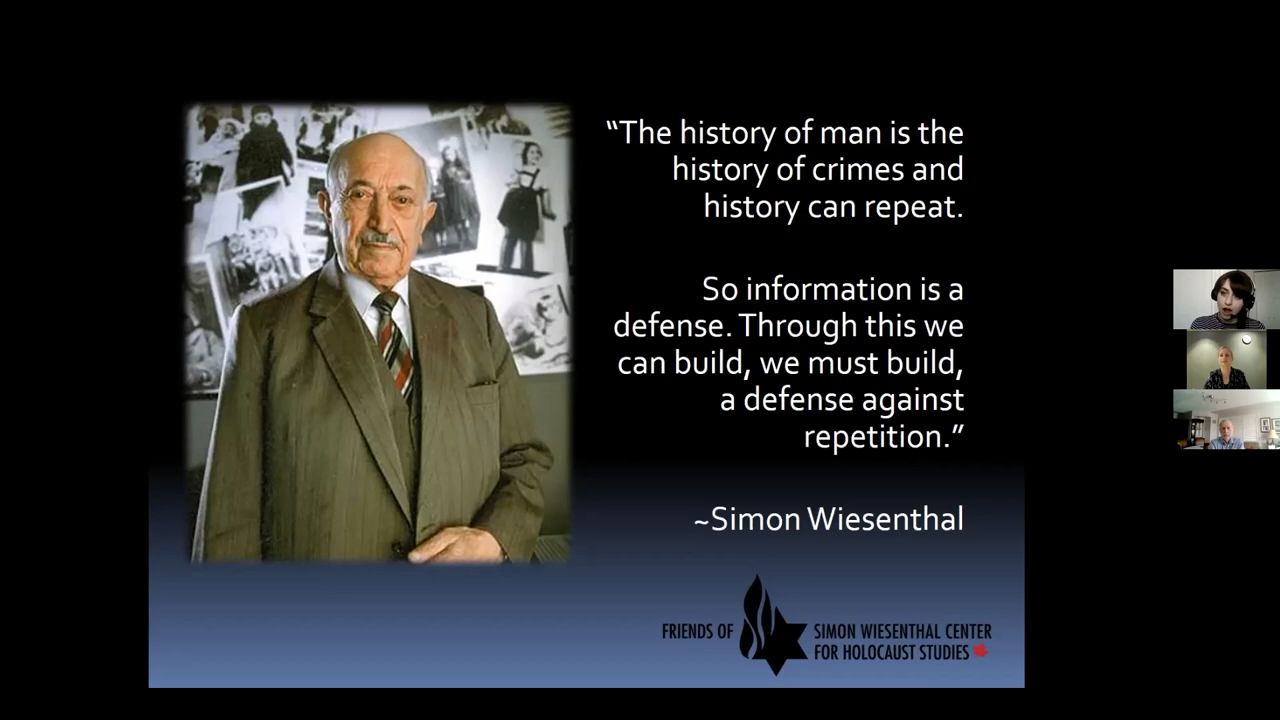 “The history of man is the
history of crimes and
history can repeat.
So information is a
defense. Through this we
can build, we must build,
a defense against
repetition.”
~Simon Wiesenthal
FRIENDS OF
SIMON WIESENTHAL CENTER
FOR HOLOCAUST STUDIES